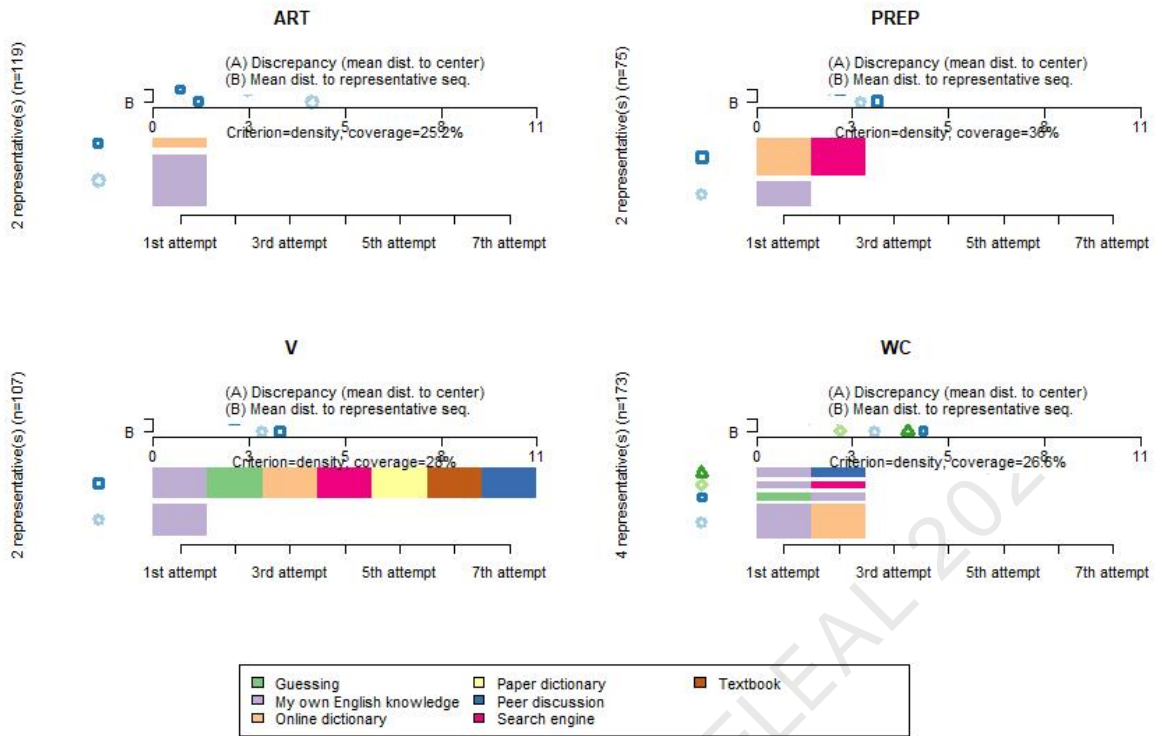 ART
2 representative(s) (n=119)
(A) Discrepancy (mean dist. to center)
(B) Mean dist. to representative seq.
B
0 3 5 8 11
Criterion=density, coverage=25.2%
1st attempt 3rd attempt 5th attempt 7th attempt
PREP
2 representative(s) (n=75)
(A) Discrepancy (mean dist. to center)
(B) Mean dist. to representative seq.
B
0 3 5 8 11
Criterion=density, coverage=36%
1st attempt 3rd attempt 5th attempt 7th attempt
V
2 representative(s) (n=107)
(A) Discrepancy (mean dist. to center)
(B) Mean dist. to representative seq.
B
0 3 5 8 11
Criterion=density, coverage=28%
1st attempt 3rd attempt 5th attempt 7th attempt
WC
4 representative(s) (n=173)
(A) Discrepancy (mean dist. to center)
(B) Mean dist. to representative seq.
B
0 3 5 8 11
Criterion=density, coverage=26.6%
1st attempt 3rd attempt 5th attempt 7th attempt
Guessing
My own English knowledge
Online dictionary
Paper dictionary
Peer discussion
Search engine
Textbook